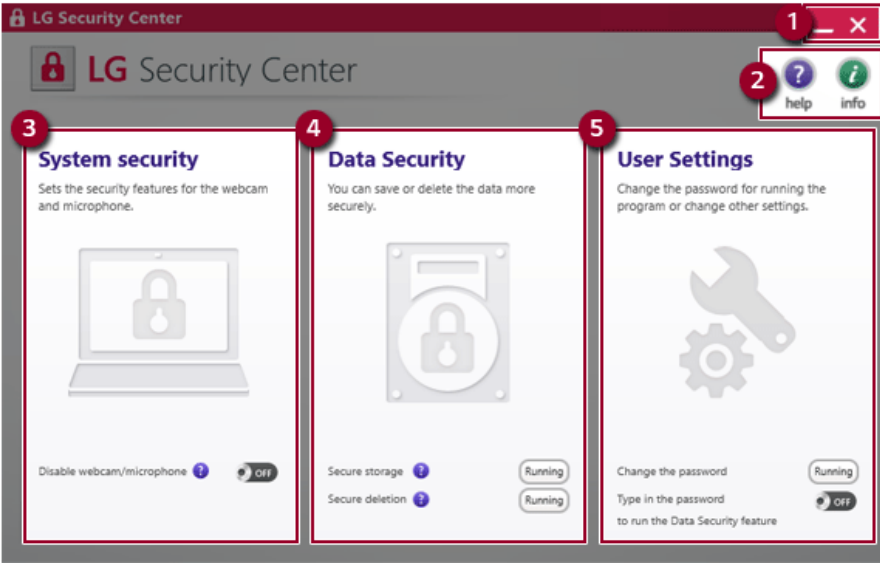 LG Security Center
1
LG Security Center
2
? i
help info
3
System security
Sets the security features for the webcam
and microphone.
Disable webcam/microphone ? OFF
4
Data Security
You can save or delete the data more
securely.
Secure storage ? Running
Secure deletion ? Running
5
User Settings
Change the password for running the
program or change other settings.
Change the password Running
Type in the password OFF
to run the Data Security feature